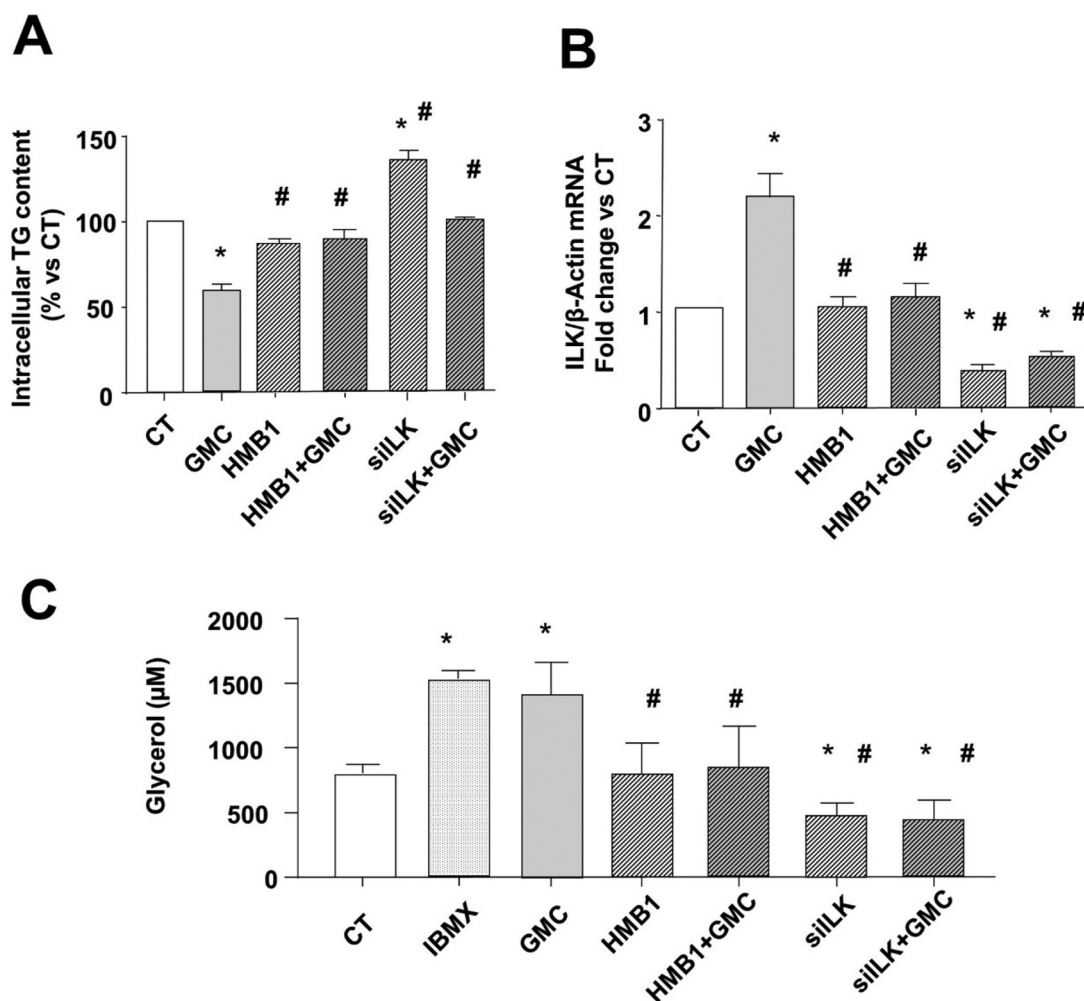 A
Intracellular TG content
(% vs CT)
150
100
50
0
* # # # * #
CT GMC HMB1 HMB1+GMC siILK siILK+GMC
B
ILK/β-Actin mRNA
Fold change vs CT
3
2
1
0
* # # * # * #
CT GMC HMB1 HMB1+GMC siILK siILK+GMC
C
Glycerol (µM)
2000
1500
1000
500
0
* * # # * # * #
CT IBMX GMC HMB1 HMB1+GMC siILK siILK+GMC